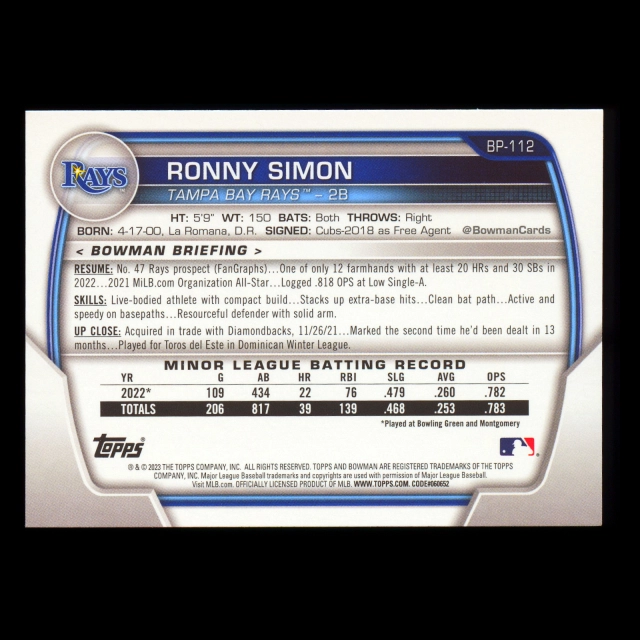 BP-112
RAYS
RONNY SIMON
TAMPA BAY RAYS™ – 2B
HT: 5'9" WT: 150 BATS: Both THROWS: Right
BORN: 4-17-00, La Romana, D.R. SIGNED: Cubs-2018 as Free Agent @BowmanCards
< BOWMAN BRIEFING >
RESUME: No. 47 Rays prospect (FanGraphs)...One of only 12 farmhands with at least 20 HRs and 30 SBs in
2022...2021 MiLB.com Organization All-Star...Logged .818 OPS at Low Single-A.
SKILLS: Live-bodied athlete with compact build...Stacks up extra-base hits...Clean bat path...Active and
speedy on basepaths...Resourceful defender with solid arm.
UP CLOSE: Acquired in trade with Diamondbacks, 11/26/21...Marked the second time he'd been dealt in 13
months...Played for Toros del Este in Dominican Winter League.
MINOR LEAGUE BATTING RECORD
YR G AB HR RBI SLG AVG OPS
2022* 109 434 22 76 .479 .260 .782
TOTALS 206 817 39 139 .468 .253 .783
*Played at Bowling Green and Montgomery
Topps®
® & © 2023 THE TOPPS COMPANY, INC. ALL RIGHTS RESERVED. TOPPS AND BOWMAN ARE REGISTERED TRADEMARKS OF THE TOPPS
COMPANY, INC. Major League Baseball trademarks and copyrights are used with permission of Major League Baseball.
Visit MLB.com. OFFICIALLY LICENSED PRODUCT OF MLB. WWW.TOPPS.COM. CODE#060652